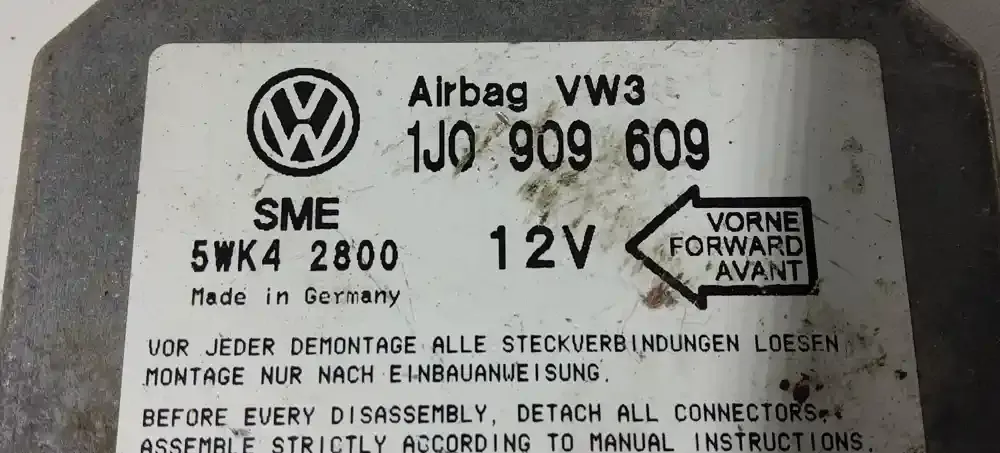 Airbag VW3
1J0 909 609
SME
5WK4 2800
Made in Germany
12V
VORNE
FORWARD
AVANT
VOR JEDER DEMONTAGE ALLE STECKVERBINDUNGEN LOESEN
MONTAGE NUR NACH EINBAUANWEISUNG.
BEFORE EVERY DISASSEMBLY, DETACH ALL CONNECTORS.
ASSEMBLE STRICTLY ACCORDING TO MANUAL INSTRUCTIONS.